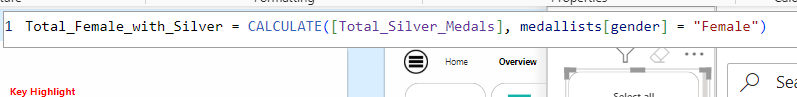 Formatting
Properties
1 Total_Female_with_Silver = CALCULATE([Total_Silver_Medals], medallists[gender] = "Female")
Home
Overview
Select all
Sea
Key Highlight